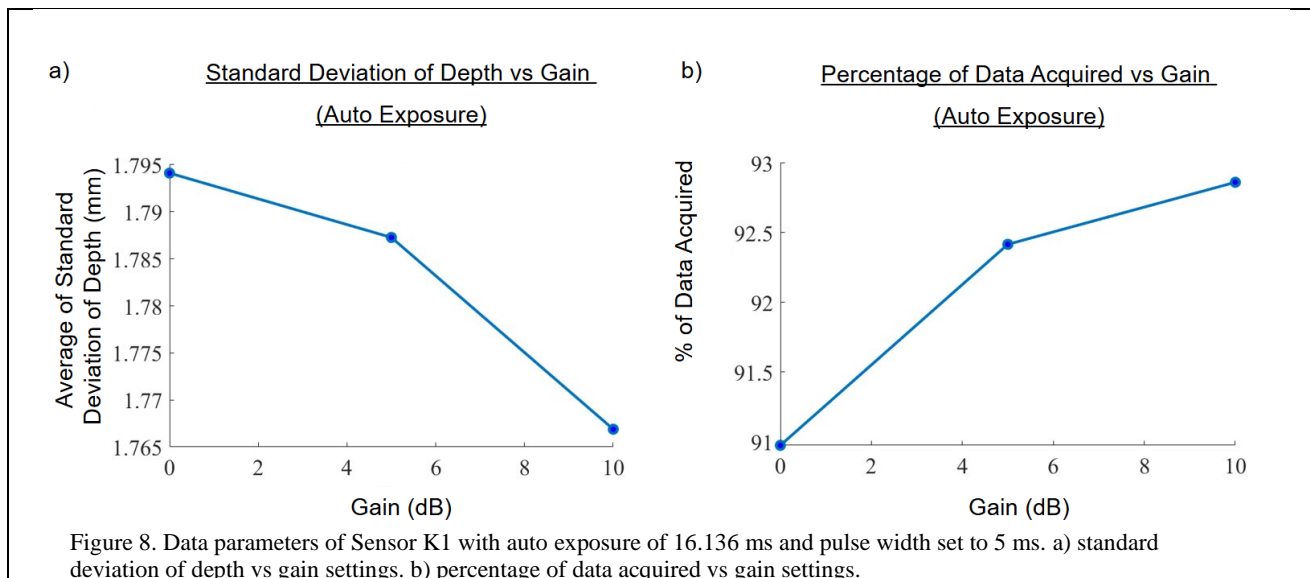 a)
Standard Deviation of Depth vs Gain
(Auto Exposure)
Average of Standard
Deviation of Depth (mm)
1.795
1.79
1.785
1.78
1.775
1.77
1.765
0 2 4 6 8 10
Gain (dB)
b)
Percentage of Data Acquired vs Gain
(Auto Exposure)
% of Data Acquired
93
92.5
92
91.5
91
0 2 4 6 8 10
Gain (dB)
Figure 8. Data parameters of Sensor K1 with auto exposure of 16.136 ms and pulse width set to 5 ms. a) standard
deviation of depth vs gain settings. b) percentage of data acquired vs gain settings.